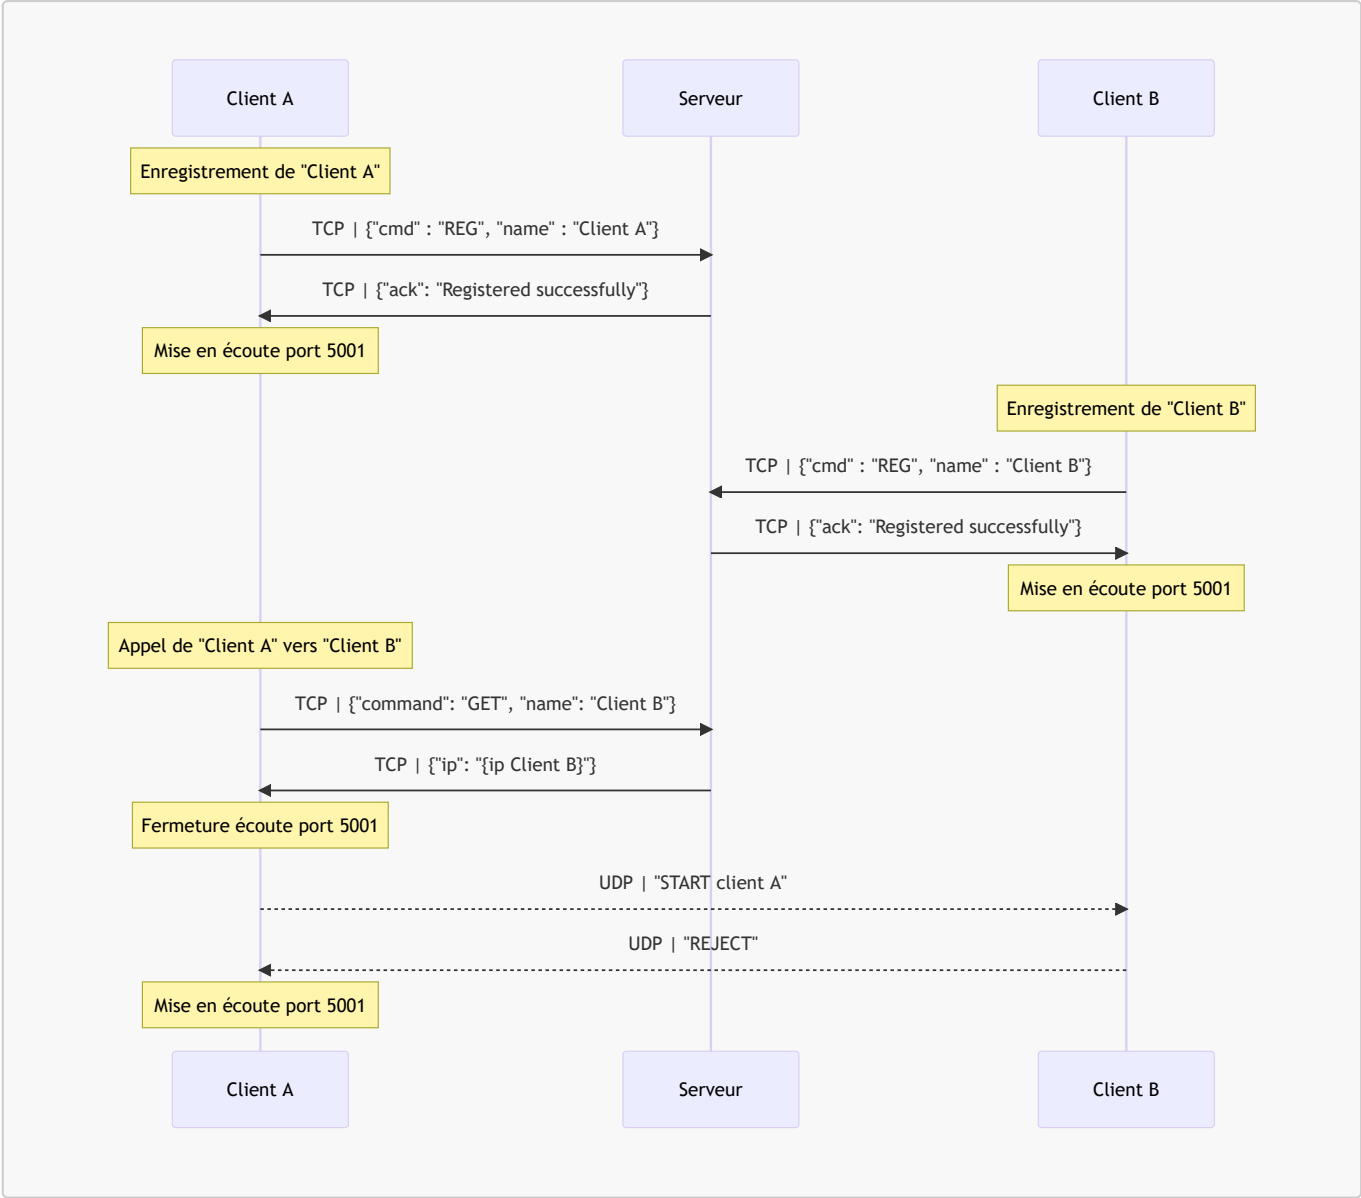 Client A
Serveur
Client B
Enregistrement de "Client A"
TCP | {"cmd" : "REG", "name" : "Client A"}
TCP | {"ack": "Registered successfully"}
Mise en écoute port 5001
Enregistrement de "Client B"
TCP | {"cmd" : "REG", "name" : "Client B"}
TCP | {"ack": "Registered successfully"}
Mise en écoute port 5001
Appel de "Client A" vers "Client B"
TCP | {"command": "GET", "name": "Client B"}
TCP | {"ip": "{ip Client B}"}
Fermeture écoute port 5001
UDP | "START client A"
UDP | "REJECT"
Mise en écoute port 5001
Client A
Serveur
Client B